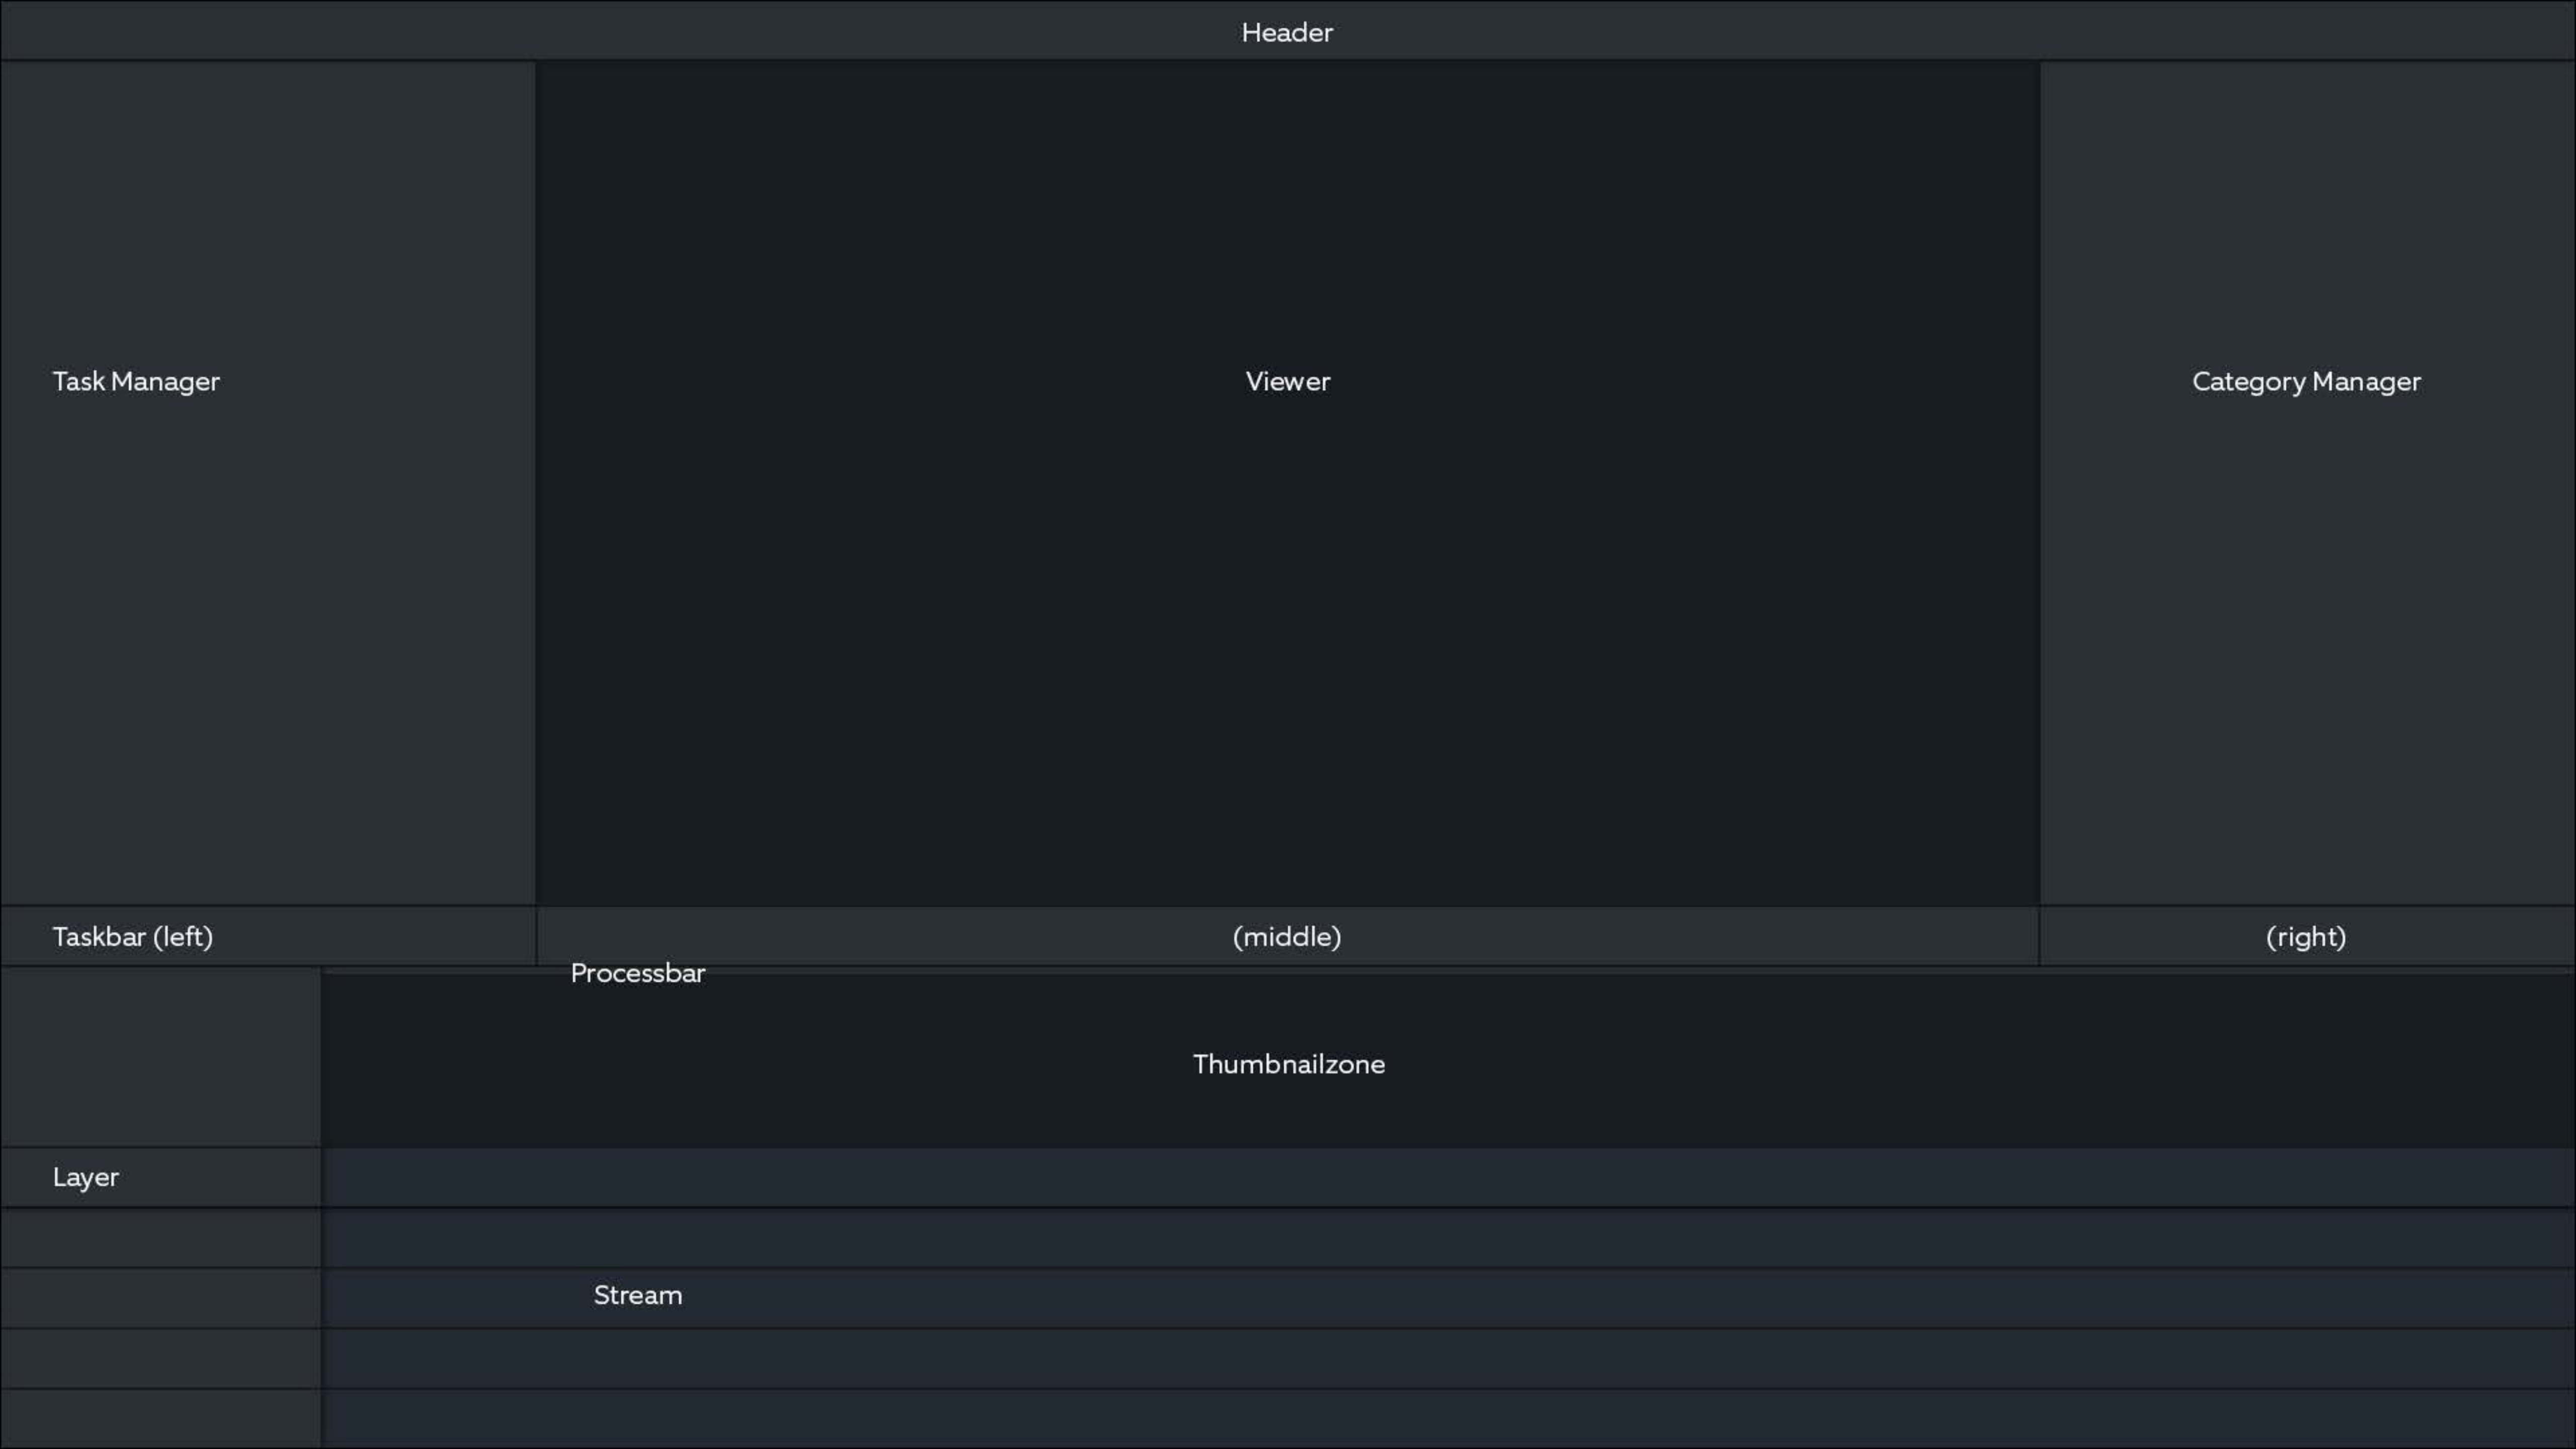 Header
Task Manager
Viewer
Category Manager
Taskbar (left)
(middle)
(right)
Processbar
Thumbnailzone
Layer
Stream